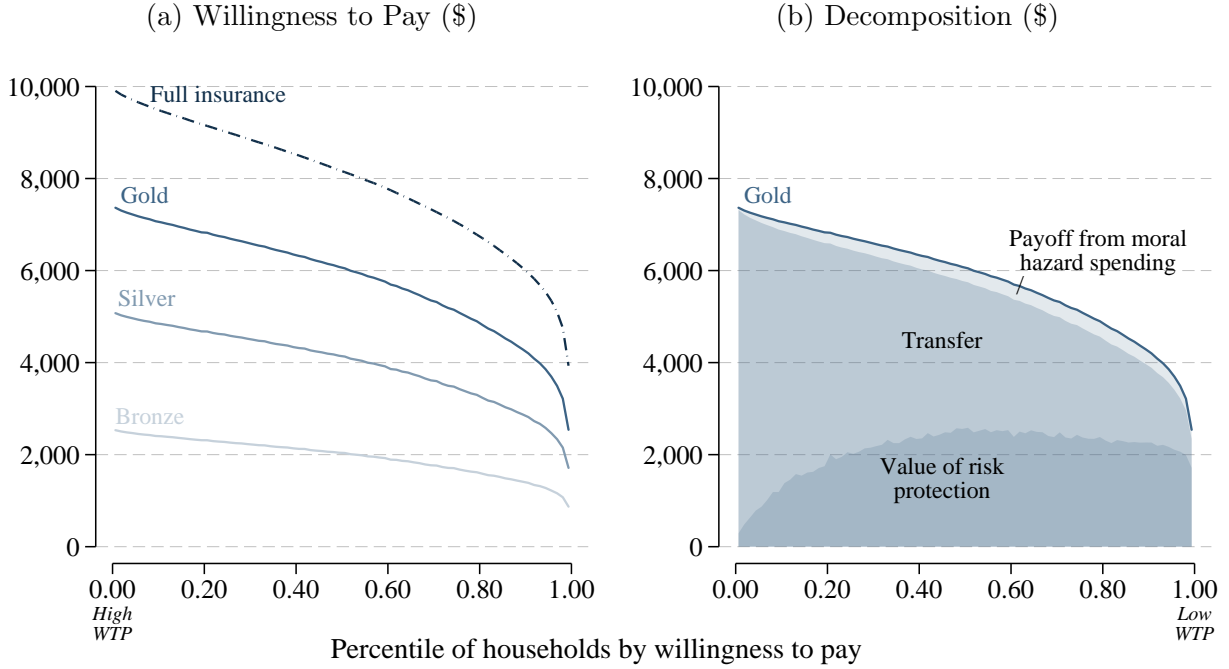 (a) Willingness to Pay ($)
10,000
8,000
6,000
4,000
2,000
0
Full insurance
Gold
Silver
Bronze
0.00
0.20
0.40
0.60
0.80
1.00
High
WTP
(b) Decomposition ($)
10,000
8,000
6,000
4,000
2,000
0
Gold
Payoff from moral
hazard spending
Transfer
Value of risk
protection
0.00
0.20
0.40
0.60
0.80
1.00
Low
WTP
Percentile of households by willingness to pay